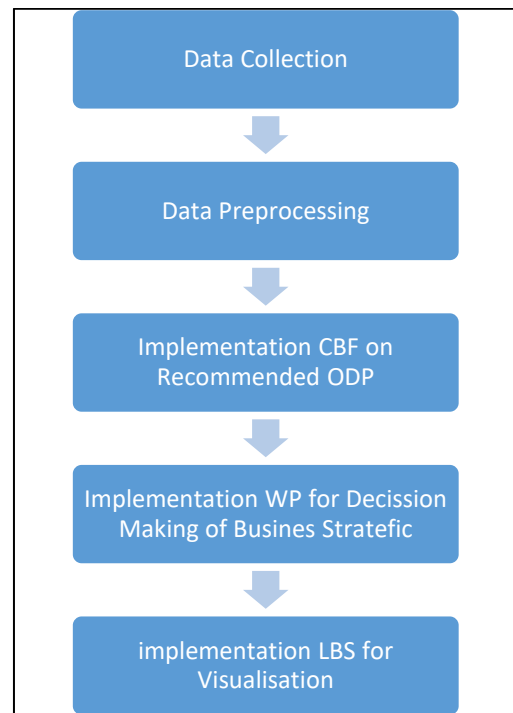 Data Collection
Data Preprocessing
Implementation CBF on
Recommended ODP
Implementation WP for Decission
Making of Busines Stratefic
implementation LBS for
Visualisation